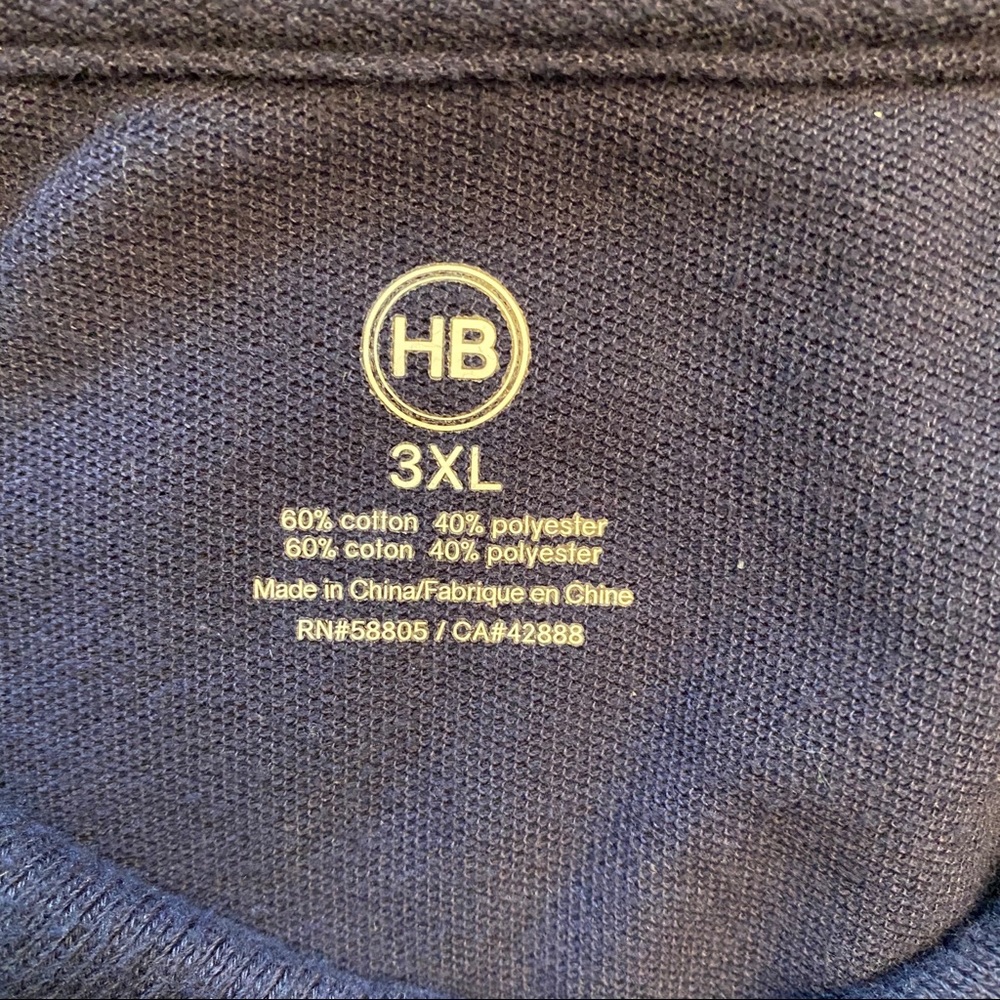 HB
3XL
60% cotton 40% polyester
60% coton 40% polyester
Made in China/Fabrique en Chine
RN#58805 / CA#42888